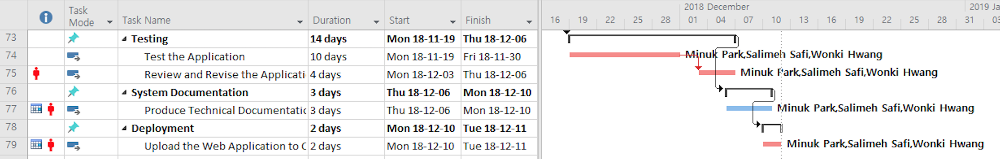 2018 December 2019 Ja
Task Mode Task Name Duration Start Finish 16 19 22 25 28 01 04 07 10 13 16 19 22 25 28 31 03
73 Testing 14 days Mon 18-11-19 Thu 18-12-06
74 Test the Application 10 days Mon 18-11-19 Fri 18-11-30 Minuk Park,Salimeh Safi,Wonki Hwang
75 Review and Revise the Applicati 4 days Mon 18-12-03 Thu 18-12-06 Minuk Park,Salimeh Safi,Wonki Hwang
76 System Documentation 3 days Thu 18-12-06 Mon 18-12-10
77 Produce Technical Documentatic 3 days Thu 18-12-06 Mon 18-12-10 Minuk Park,Salimeh Safi,Wonki Hwang
78 Deployment 2 days Mon 18-12-10 Tue 18-12-11
79 Upload the Web Application to C 2 days Mon 18-12-10 Tue 18-12-11 Minuk Park,Salimeh Safi,Wonki Hwang